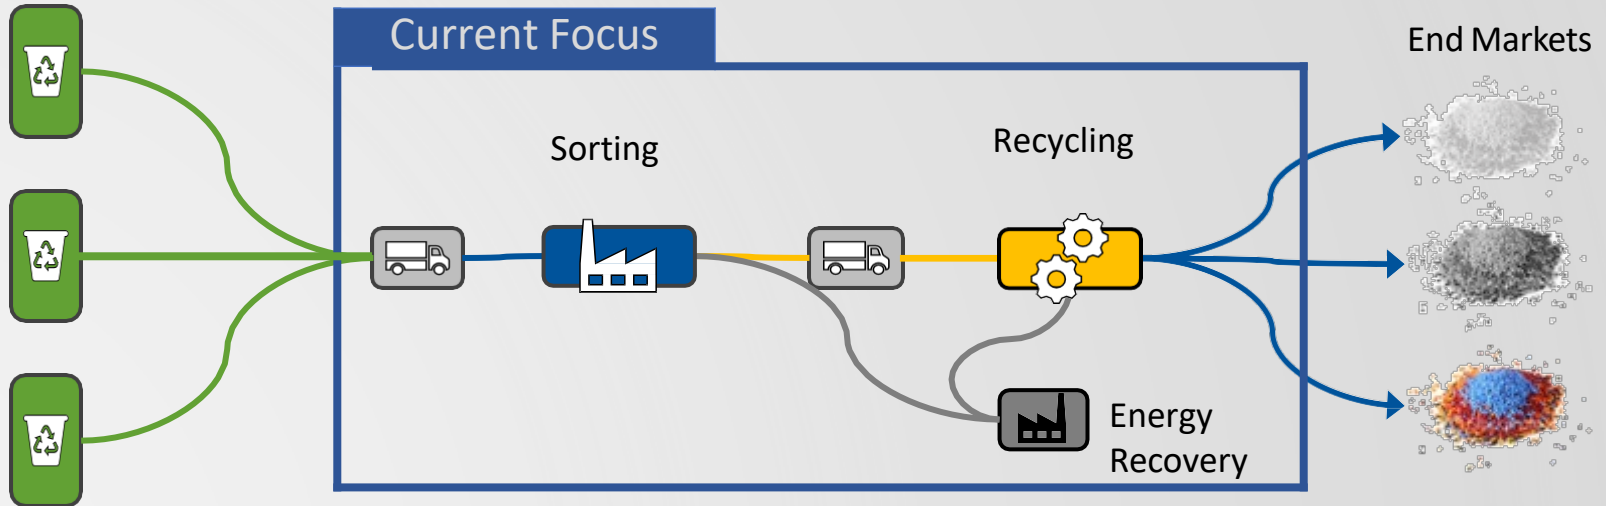 Current Focus
End Markets
Sorting
Recycling
Energy
Recovery